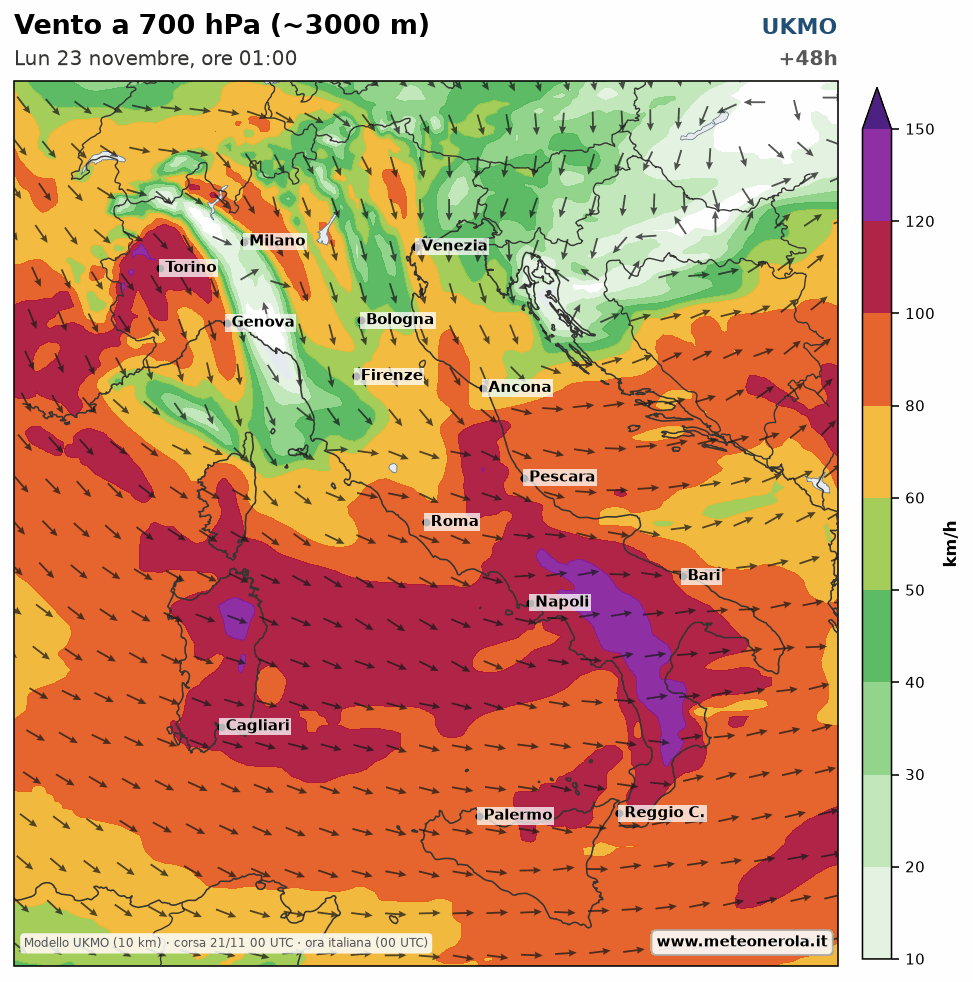 Vento a 700 hPa (~3000 m)
UKMO
Lun 23 novembre, ore 01:00
+48h
150
120
100
80
60
50
40
30
20
10
km/h
Milano
Venezia
Torino
Genova
Bologna
Firenze
Ancona
Pescara
Roma
Bari
Napoli
Cagliari
Palermo
Reggio C.
Modello UKMO (10 km) · corsa 21/11 00 UTC · ora italiana (00 UTC)
www.meteonerola.it